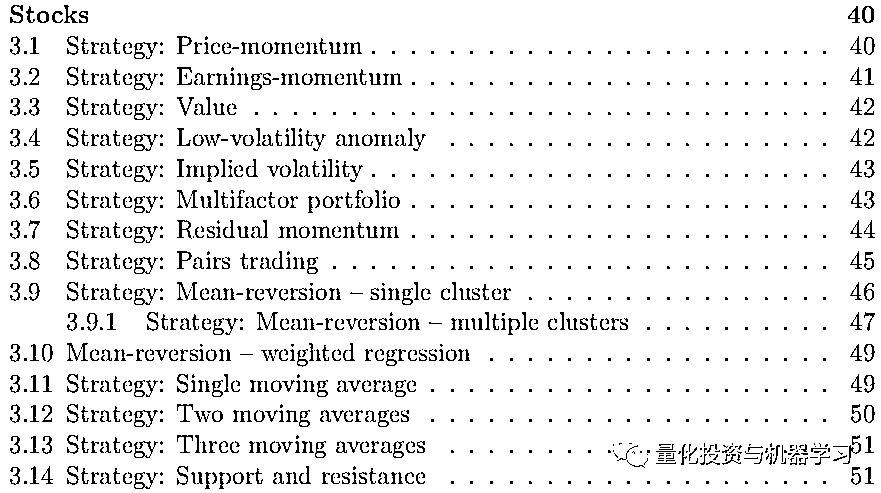 Stocks 40
3.1 Strategy: Price-momentum . . . . . . . . . . . . . . . . . . . . . . . . 40
3.2 Strategy: Earnings-momentum . . . . . . . . . . . . . . . . . . . . . . 41
3.3 Strategy: Value . . . . . . . . . . . . . . . . . . . . . . . . . . . . . 42
3.4 Strategy: Low-volatility anomaly . . . . . . . . . . . . . . . . . . . . 42
3.5 Strategy: Implied volatility . . . . . . . . . . . . . . . . . . . . . . . . 43
3.6 Strategy: Multifactor portfolio . . . . . . . . . . . . . . . . . . . . . . 43
3.7 Strategy: Residual momentum . . . . . . . . . . . . . . . . . . . . . . 44
3.8 Strategy: Pairs trading . . . . . . . . . . . . . . . . . . . . . . . . . . 45
3.9 Strategy: Mean-reversion – single cluster . . . . . . . . . . . . . . . . 46
3.9.1 Strategy: Mean-reversion – multiple clusters . . . . . . . . . . 47
3.10 Mean-reversion – weighted regression . . . . . . . . . . . . . . . . . . 49
3.11 Strategy: Single moving average . . . . . . . . . . . . . . . . . . . . . 49
3.12 Strategy: Two moving averages . . . . . . . . . . . . . . . . . . . . . 50
3.13 Strategy: Three moving averages . . . . . . . . . . . . . . . . . . . . 51
量化投资与机器学习
3.14 Strategy: Support and resistance . . . . . . . . . . . . . . . . . . . . 51